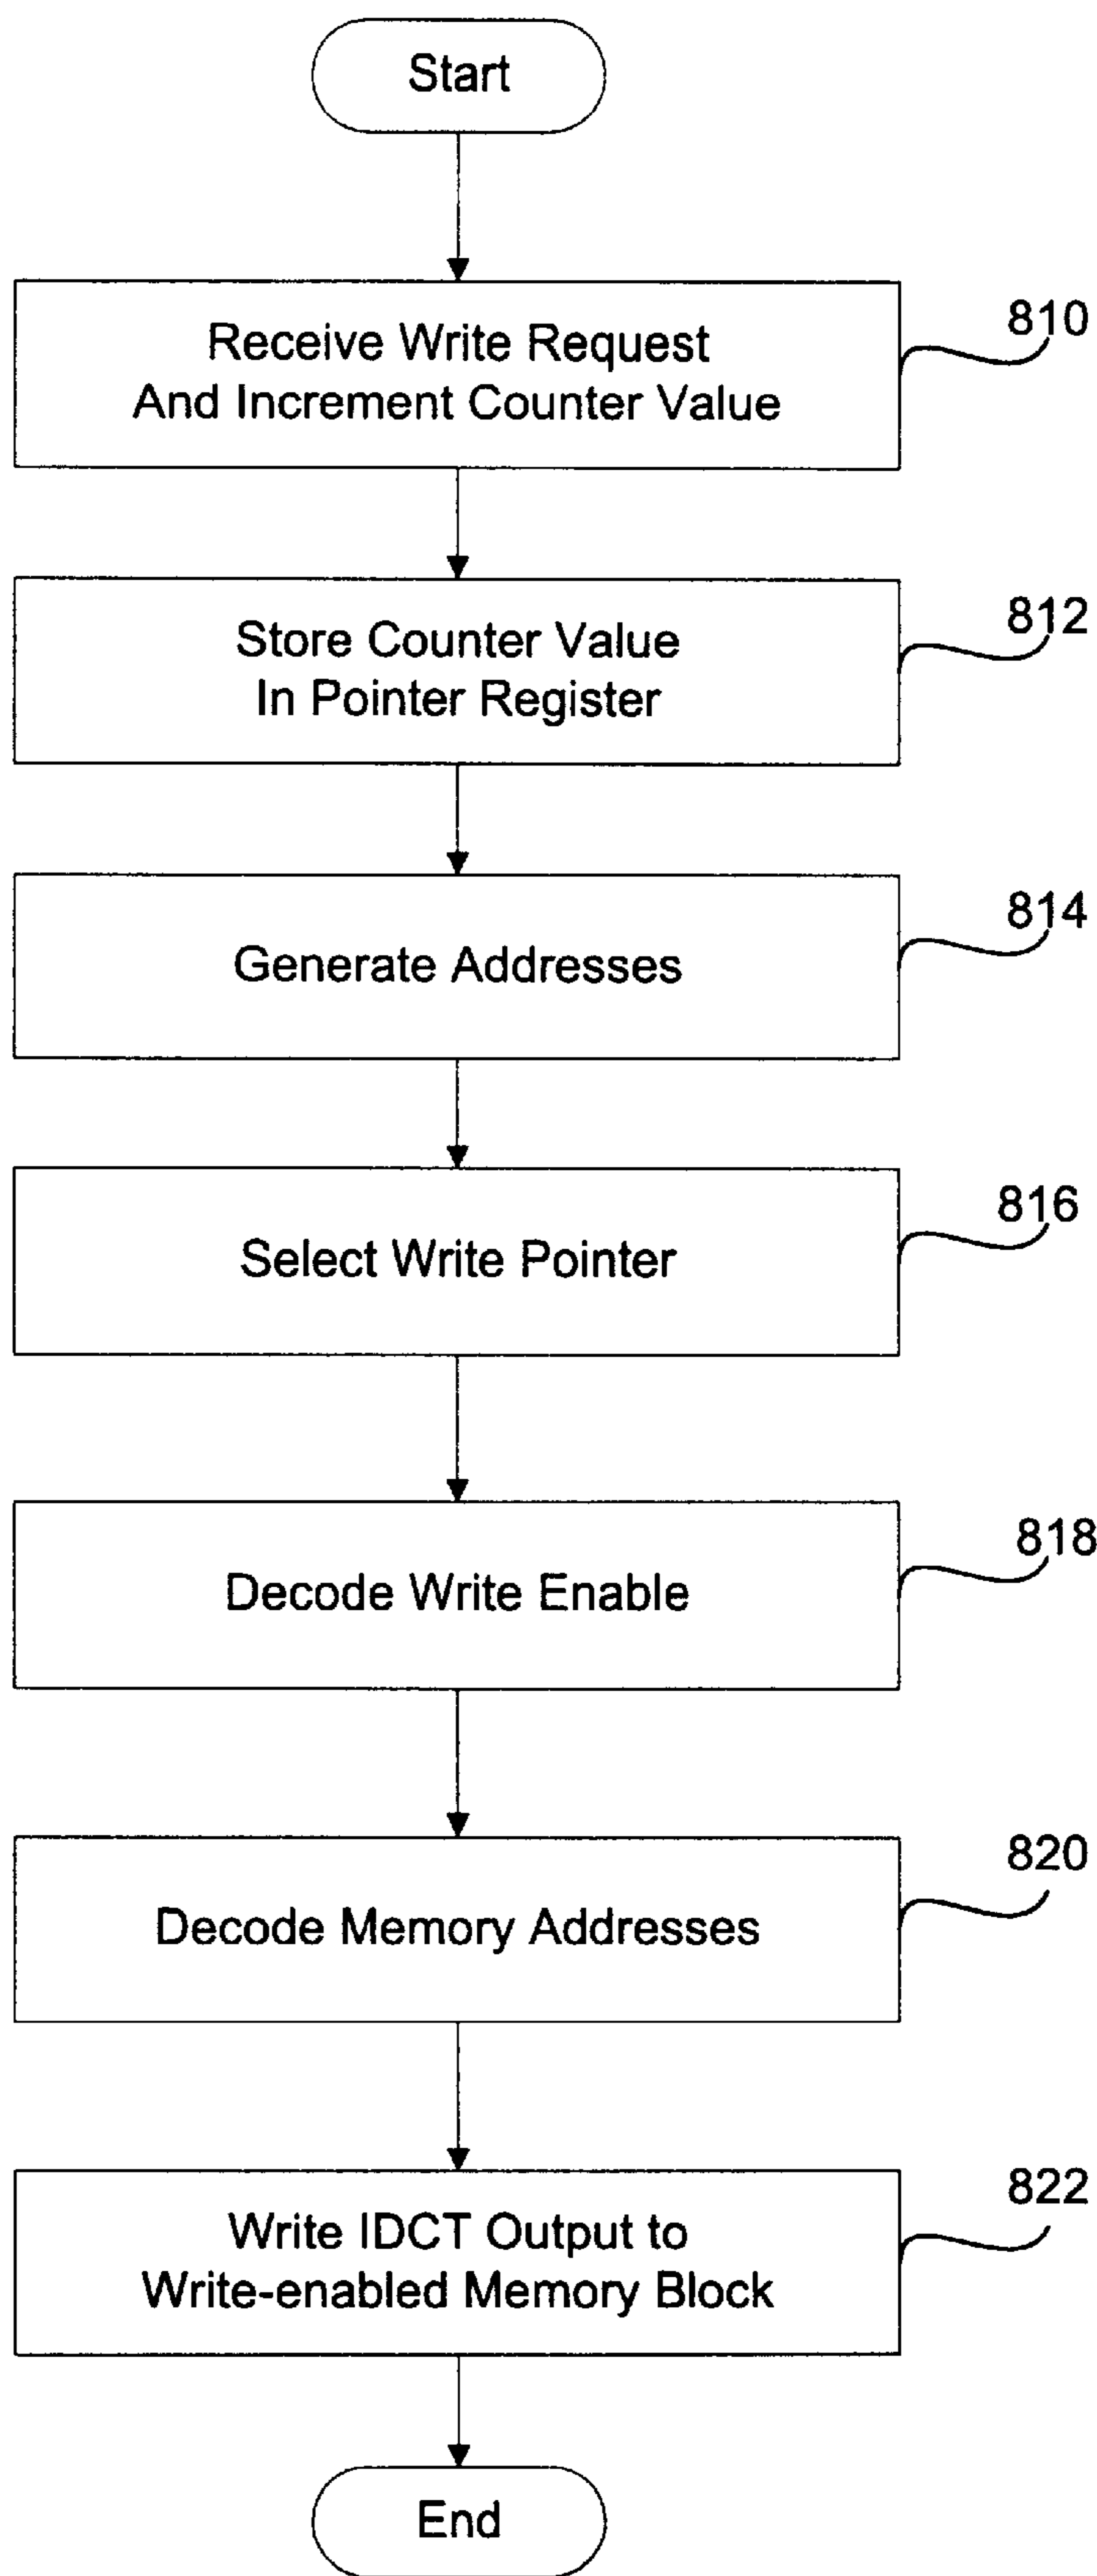 Start
Receive Write Request
And Increment Counter Value
810
Store Counter Value
In Pointer Register
812
Generate Addresses
814
Select Write Pointer
816
Decode Write Enable
818
Decode Memory Addresses
820
Write IDCT Output to
Write-enabled Memory Block
822
End